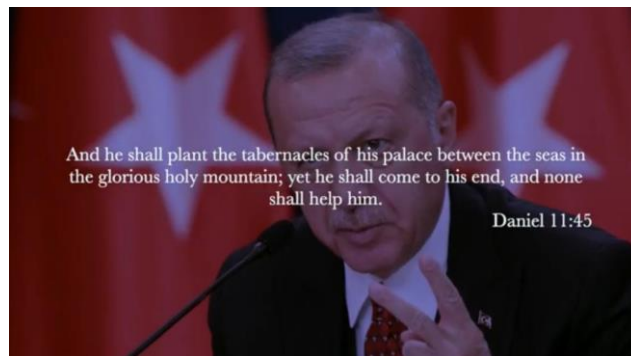 And he shall plant the tabernacles of his palace between the seas in
the glorious holy mountain; yet he shall come to his end, and none
shall help him.
Daniel 11:45